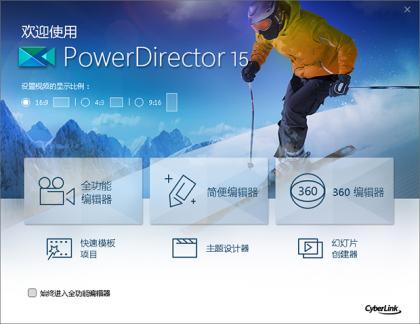 欢迎使用
PowerDirector 15
设置视频的显示比例：
16:9 | 4:3 | 9:16
全功能
编辑器
简便编辑器
360
360 编辑器
快速模板
项目
主题设计器
幻灯片
创建器
始终进入全功能编辑器
CyberLink